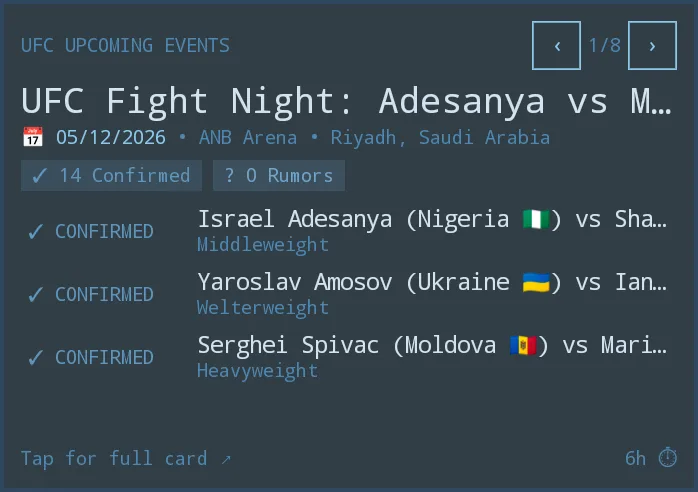 UFC UPCOMING EVENTS ‹ 1/8 ›
UFC Fight Night: Adesanya vs M…
📅 05/12/2026 • ANB Arena • Riyadh, Saudi Arabia
✓ 14 Confirmed ? 0 Rumors
✓ CONFIRMED Israel Adesanya (Nigeria 🇳🇬) vs Sha…
Middleweight
✓ CONFIRMED Yaroslav Amosov (Ukraine 🇺🇦) vs Ian…
Welterweight
✓ CONFIRMED Serghei Spivac (Moldova 🇲🇩) vs Mari…
Heavyweight
Tap for full card ↗ 6h ⏱